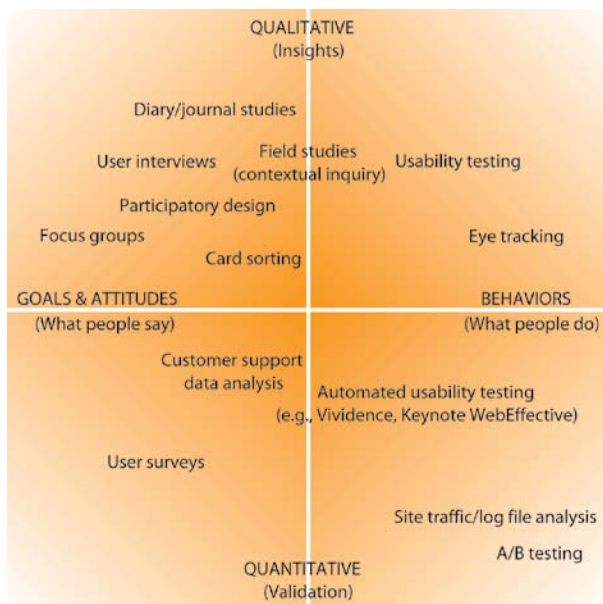 QUALITATIVE
(Insights)
Diary/journal studies
User interviews
Field studies
(contextual inquiry)
Usability testing
Participatory design
Focus groups
Eye tracking
Card sorting
GOALS & ATTITUDES
(What people say)
BEHAVIORS
(What people do)
Customer support
data analysis
Automated usability testing
(e.g., Vividence, Keynote WebEffective)
User surveys
Site traffic/log file analysis
A/B testing
QUANTITATIVE
(Validation)